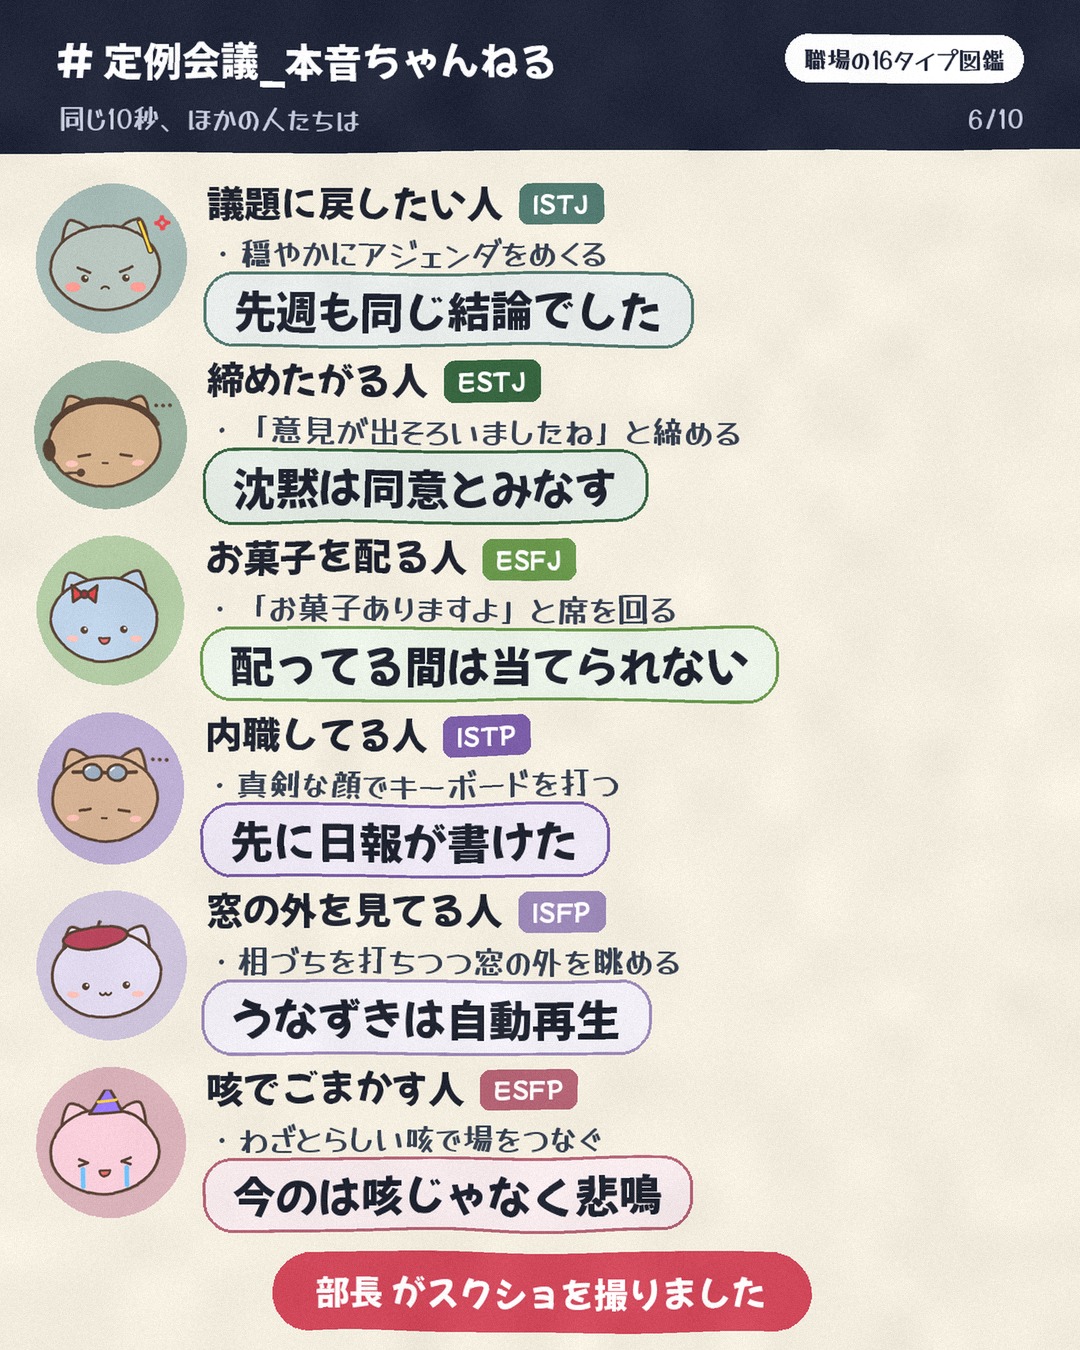 # 定例会議_本音ちゃんねる
職場の16タイプ図鑑
同じ10秒、ほかの人たちは
6/10
議題に戻したい人 ISTJ
・穏やかにアジェンダをめくる
先週も同じ結論でした
締めたがる人 ESTJ
・「意見が出そろいましたね」と締める
沈黙は同意とみなす
お菓子を配る人 ESFJ
・「お菓子ありますよ」と席を回る
配ってる間は当てられない
内職してる人 ISTP
・真剣な顔でキーボードを打つ
先に日報が書けた
窓の外を見てる人 ISFP
・相づちを打ちつつ窓の外を眺める
うなずきは自動再生
咳でごまかす人 ESFP
・わざとらしい咳で場をつなぐ
今のは咳じゃなく悲鳴
部長 がスクショを撮りました